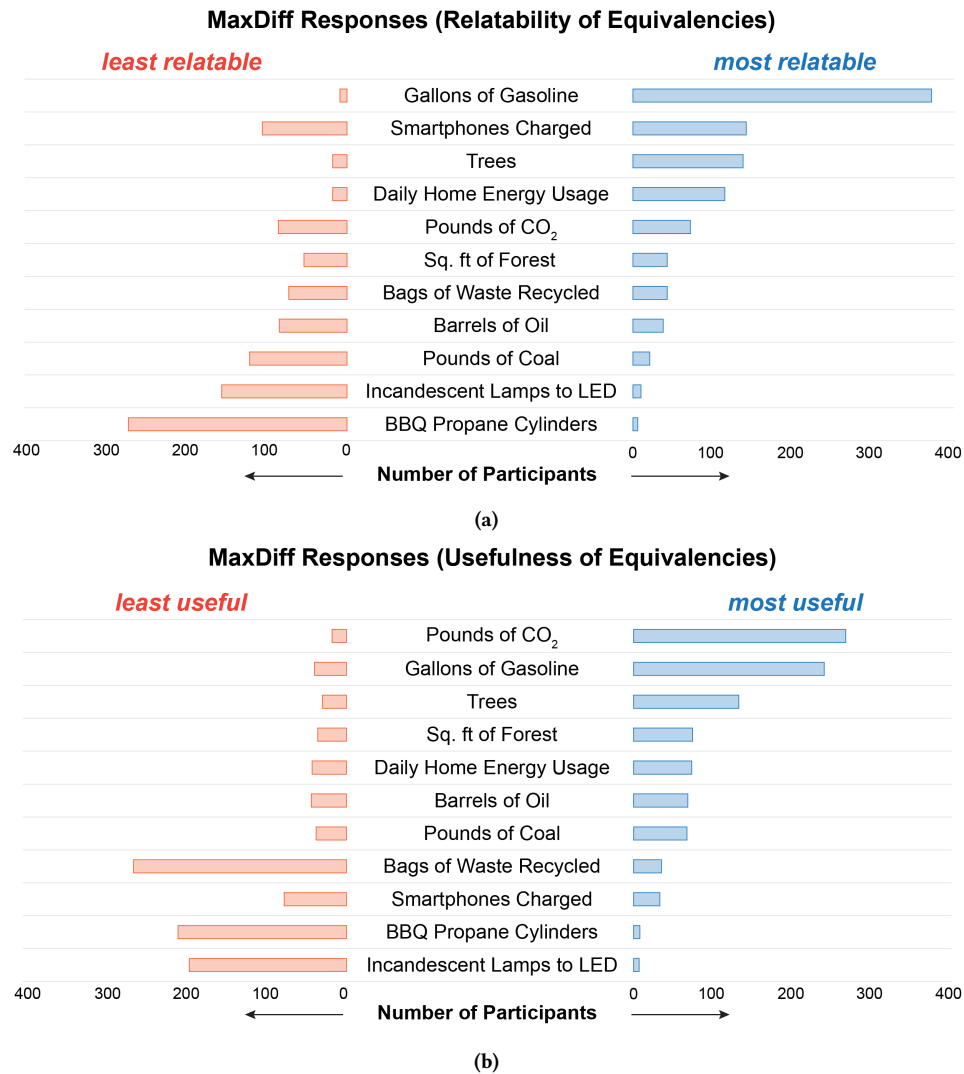 MaxDiff Responses (Relatability of Equivalencies)
least relatable most relatable
Gallons of Gasoline
Smartphones Charged
Trees
Daily Home Energy Usage
Pounds of CO2
Sq. ft of Forest
Bags of Waste Recycled
Barrels of Oil
Pounds of Coal
Incandescent Lamps to LED
BBQ Propane Cylinders
400 300 200 100 0 0 100 200 300 400
Number of Participants
(a)
MaxDiff Responses (Usefulness of Equivalencies)
least useful most useful
Pounds of CO2
Gallons of Gasoline
Trees
Sq. ft of Forest
Daily Home Energy Usage
Barrels of Oil
Pounds of Coal
Bags of Waste Recycled
Smartphones Charged
BBQ Propane Cylinders
Incandescent Lamps to LED
400 300 200 100 0 0 100 200 300 400
Number of Participants
(b)